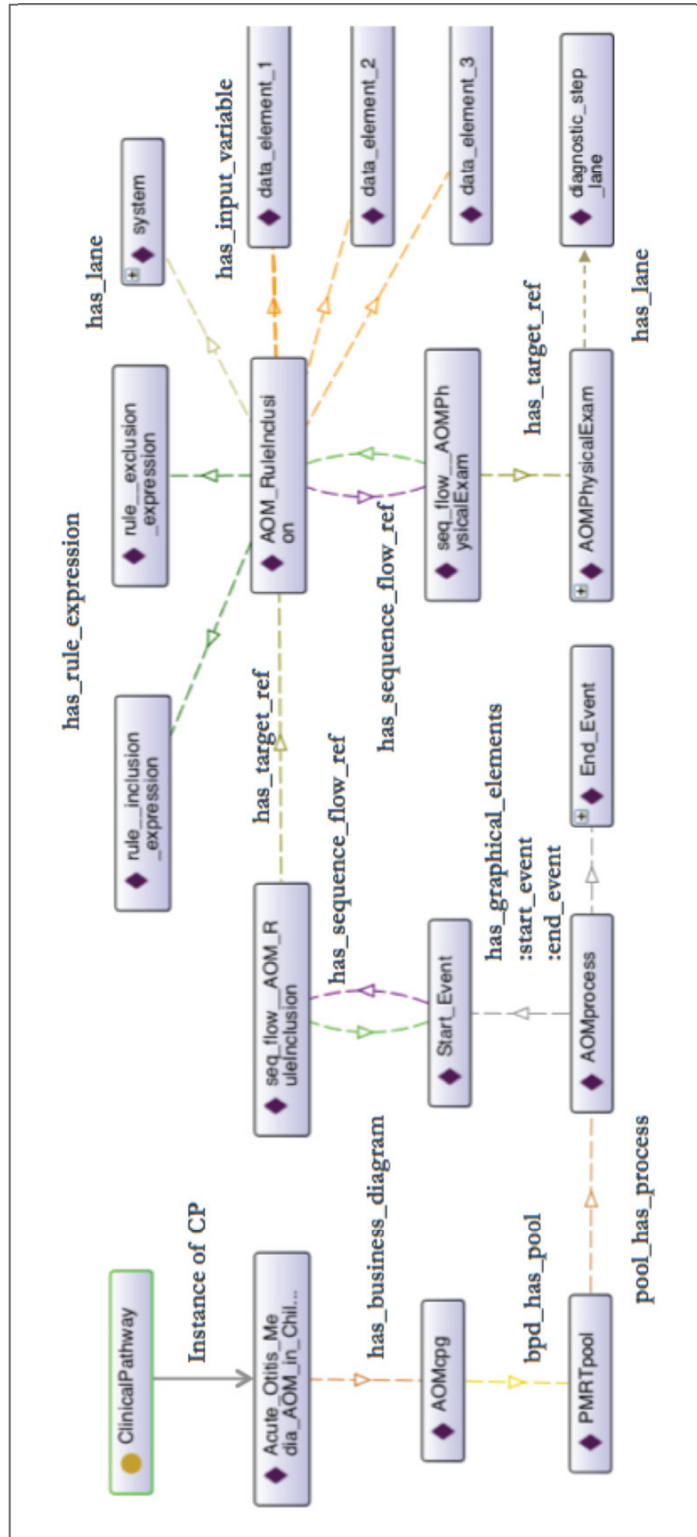 ClinicalPathway
Instance of CP
Acute_Otitis_Me
dia_AOM_in_Chil...
has_business_diagram
AOMcpg
bpd_has_pool
PMRTpool
pool_has_process
AOMprocess
has_graphical_elements
:start_event
:end_event
End_Event
Start_Event
has_sequence_flow_ref
seq_flow__AOM_R
uleInclusion
has_target_ref
AOM_RuleInclusi
on
has_rule_expression
rule__inclusion
_expression
rule__exclusion
_expression
has_lane
system
has_input_variable
data_element_1
data_element_2
data_element_3
has_sequence_flow_ref
seq_flow__AOMPh
ysicalExam
has_target_ref
AOMPhysicalExam
has_lane
diagnostic_step
_lane